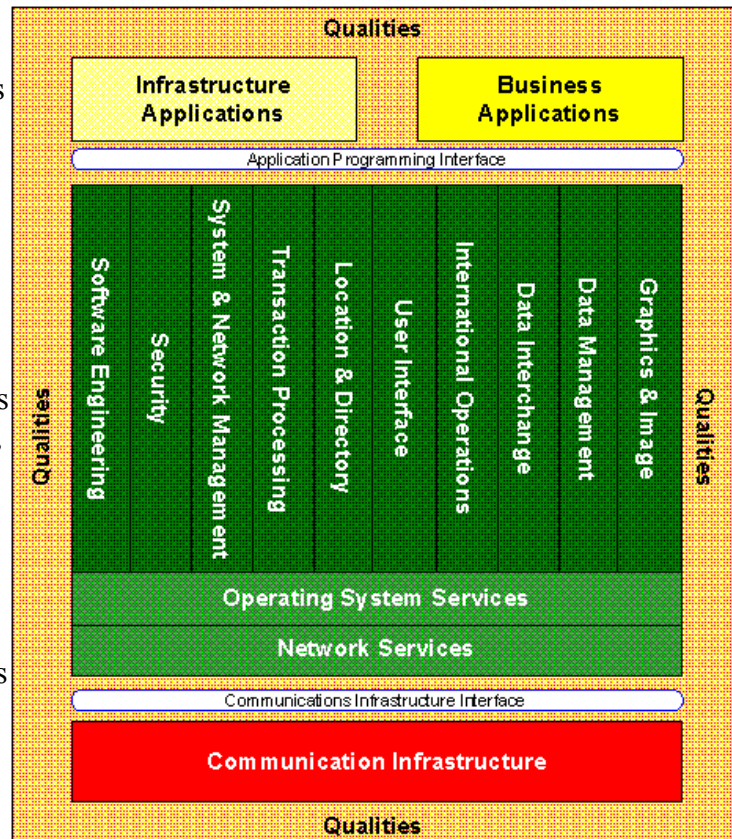 Qualities
Infrastructure
Applications
Business
Applications
Application Programming Interface
Qualities
Software Engineering
Security
System & Network Management
Transaction Processing
Location & Directory
User Interface
International Operations
Data Interchange
Data Management
Graphics & Image
Qualities
Operating System Services
Network Services
Communications Infrastructure Interface
Communication Infrastructure
Qualities